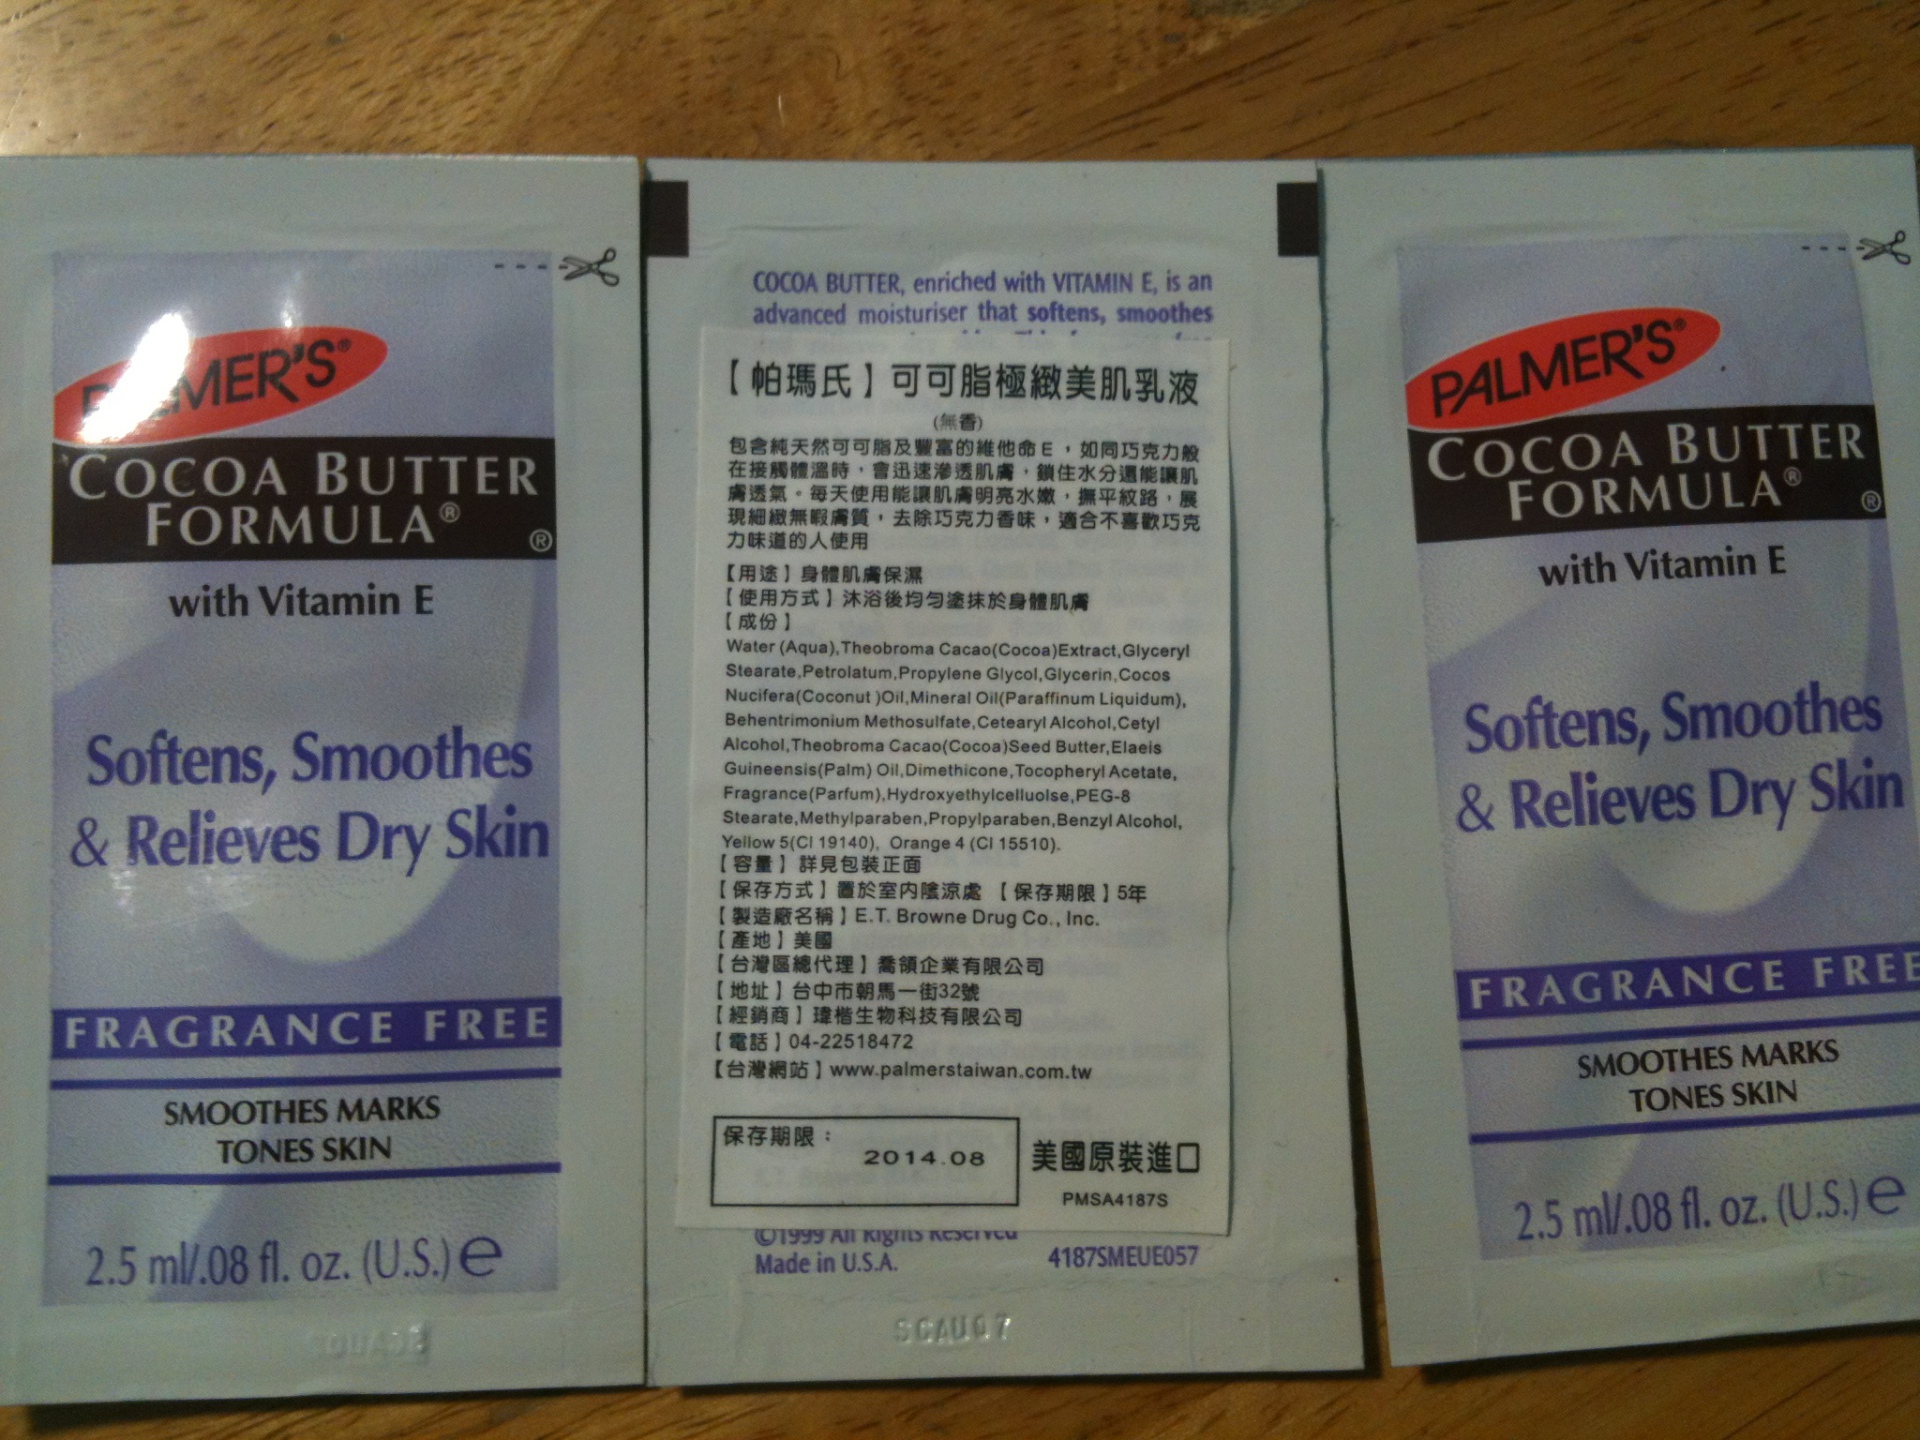 PALMER'S®
COCOA BUTTER
FORMULA®
®
with Vitamin E
Softens, Smoothes
& Relieves Dry Skin
FRAGRANCE FREE
SMOOTHES MARKS
TONES SKIN
2.5 ml/.08 fl. oz. (U.S.) e
COCOA BUTTER, enriched with VITAMIN E, is an
advanced moisturiser that softens, smoothes
【帕瑪氏】可可脂極緻美肌乳液
(無香)
包含純天然可可脂及豐富的維他命E，如同巧克力般
在接觸體溫時，會迅速滲透肌膚，鎖住水分還能讓肌
膚透氣。每天使用能讓肌膚明亮水嫩，撫平紋路，展
現細緻無暇膚質，去除巧克力香味，適合不喜歡巧克
力味道的人使用
【用途】身體肌膚保濕
【使用方式】沐浴後均勻塗抹於身體肌膚
【成份】
Water (Aqua),Theobroma Cacao(Cocoa)Extract,Glyceryl
Stearate,Petrolatum,Propylene Glycol,Glycerin,Cocos
Nucifera(Coconut )Oil,Mineral Oil(Paraffinum Liquidum),
Behentrimonium Methosulfate,Cetearyl Alcohol,Cetyl
Alcohol,Theobroma Cacao(Cocoa)Seed Butter,Elaeis
Guineensis(Palm) Oil,Dimethicone,Tocopheryl Acetate,
Fragrance(Parfum),Hydroxyethylcelluolse,PEG-8
Stearate,Methylparaben,Propylparaben,Benzyl Alcohol,
Yellow 5(CI 19140), Orange 4 (CI 15510).
【容量】詳見包裝正面
【保存方式】置於室內陰涼處 【保存期限】5年
【製造廠名稱】E.T. Browne Drug Co., Inc.
【產地】美國
【台灣區總代理】喬領企業有限公司
【地址】台中市朝馬一街32號
【經銷商】瑋楷生物科技有限公司
【電話】04-22518472
【台灣網站】www.palmerstaiwan.com.tw
保存期限：
2014.08
美國原裝進口
PMSA4187S
©1999 All Rights Reserved
Made in U.S.A.
4187SMEUE057
SCAU07
PALMER'S®
COCOA BUTTER
FORMULA®
®
with Vitamin E
Softens, Smoothes
& Relieves Dry Skin
FRAGRANCE FREE
SMOOTHES MARKS
TONES SKIN
2.5 ml/.08 fl. oz. (U.S.) e